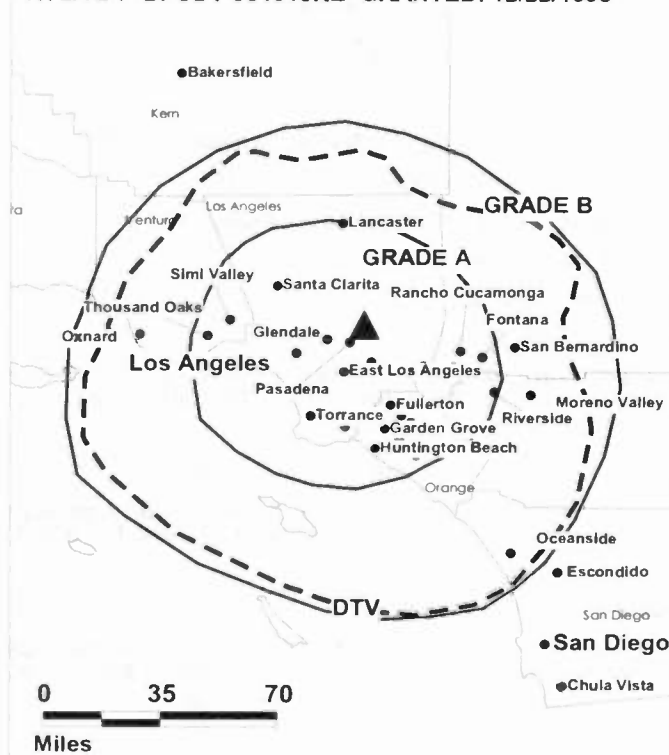 Bakersfield
Kern
Los Angeles
GRADE B
Ventura
Lancaster
GRADE A
Simi Valley
Santa Clarita
Rancho Cucamonga
Thousand Oaks
Fontana
Oxnard
Glendale
San Bernardino
Los Angeles
East Los Angeles
Pasadena
Fullerton
Moreno Valley
Torrance
Riverside
Garden Grove
Huntington Beach
Orange
Oceanside
Escondido
DTV
San Diego
San Diego
Chula Vista
0 35 70
Miles